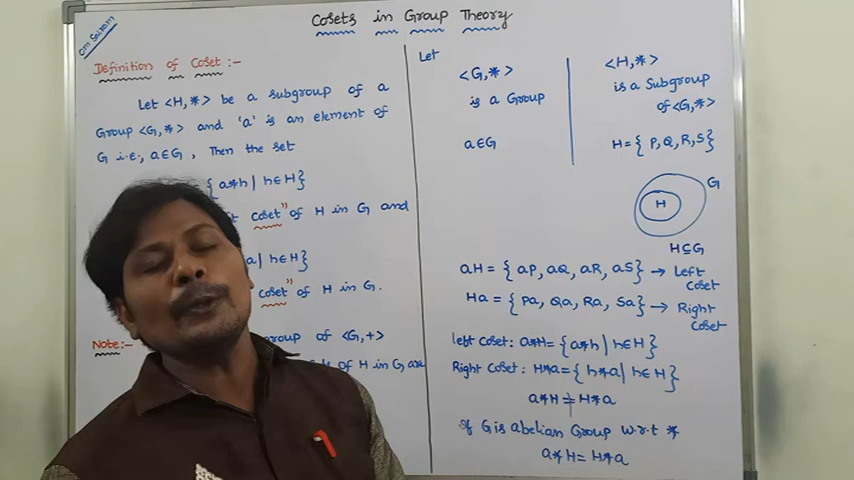 Om Sairam
Cosets in Group Theory
Definition of Coset :-
Let <H,*> be a subgroup of a
Group <G,*> and 'a' is an element of
G i.e., a∈G, Then the set
{a*h | h∈H}
coset" of H in G and
a | h∈H}
coset" of H in G.
Note:-
group of <G,+>
of H in G are
Let
<G,*>
is a Group
a∈G
<H,*>
is a Subgroup
of <G,*>
H={P,Q,R,S}
G
H
H⊆G
aH = {aP, aQ, aR, aS} → Left
Coset
Ha = {Pa, Qa, Ra, Sa} → Right
Coset
Left Coset: a*H={a*h | h∈H}
Right Coset: H*a={h*a | h∈H}
a*H ≠ H*a
If G is abelian Group w.r.t *
a*H = H*a